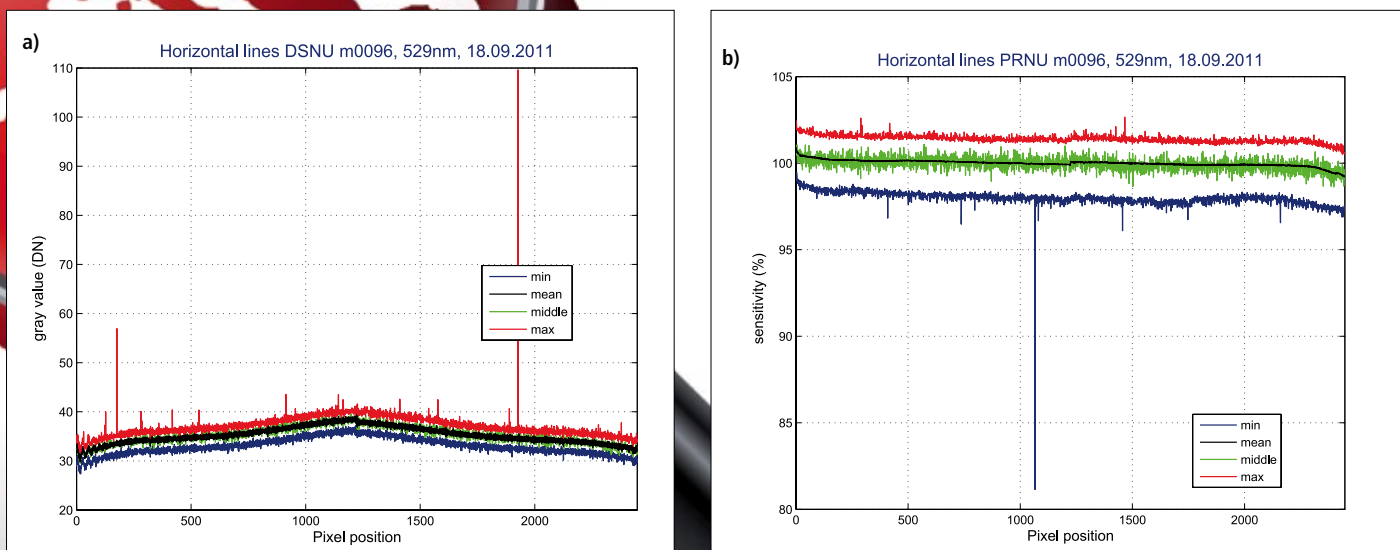 a)
Horizontal lines DSNU m0096, 529nm, 18.09.2011
110
100
90
80
70
60
50
40
30
20
gray value (DN)
min
mean
middle
max
0
500
1000
1500
2000
Pixel position
b)
Horizontal lines PRNU m0096, 529nm, 18.09.2011
105
100
95
90
85
80
sensitivity (%)
min
mean
middle
max
0
500
1000
1500
2000
Pixel position